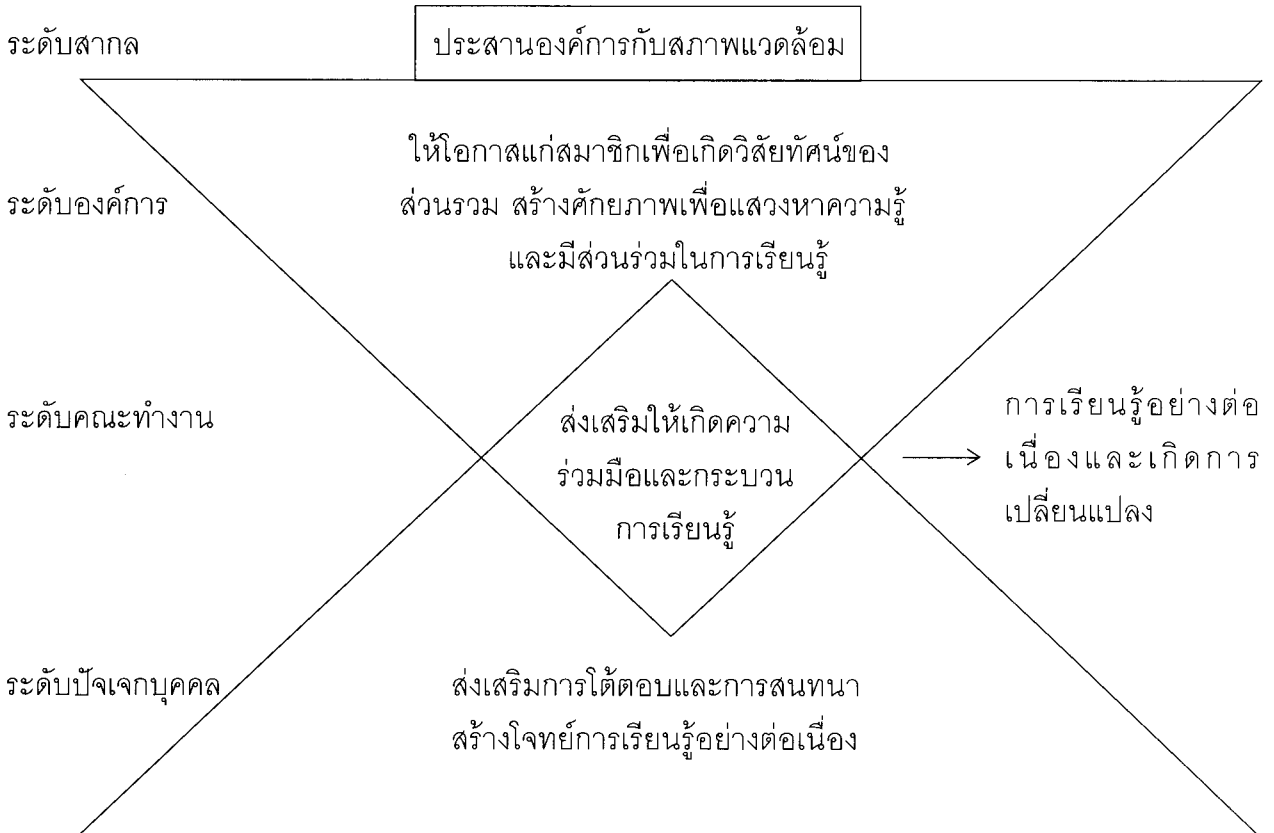 ระดับสากล
ประสานองค์การกับสภาพแวดล้อม
ให้โอกาสแก่สมาชิกเพื่อเกิดวิสัยทัศน์ของ
ระดับองค์การ
ส่วนรวม สร้างศักยภาพเพื่อแสวงหาความรู้
และมีส่วนร่วมในการเรียนรู้
ระดับคณะทำงาน
ส่งเสริมให้เกิดความ
ร่วมมือและกระบวน
การเรียนรู้
การเรียนรู้อย่างต่อ
เนื่องและเกิดการ
เปลี่ยนแปลง
ระดับปัจเจกบุคคล
ส่งเสริมการโต้ตอบและการสนทนา
สร้างโจทย์การเรียนรู้อย่างต่อเนื่อง